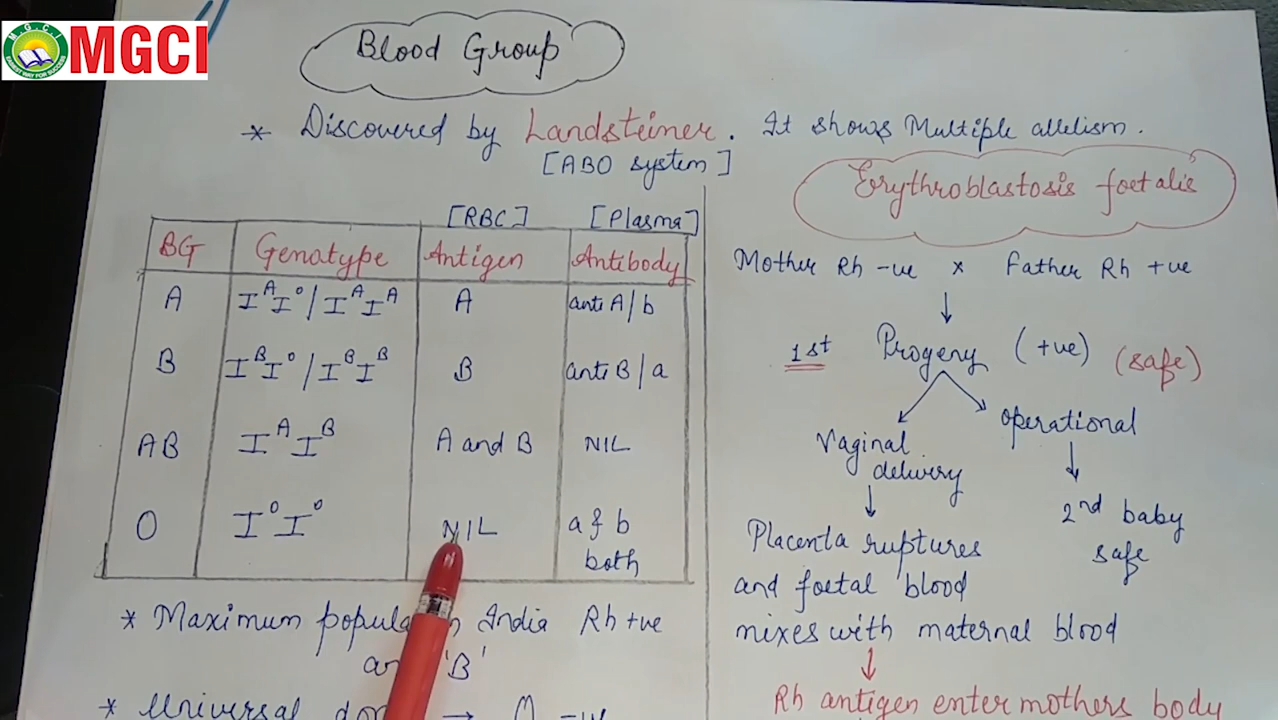 M.G.C.I
MGCI
Blood Group
* Discovered by Landsteiner. It shows Multiple allelism.
[ABO system]
[RBC] [Plasma]
BG Genotype Antigen Antibody
A I^A I^o / I^A I^A A anti A/b
B I^B I^o / I^B I^B B anti B/a
AB I^A I^B A and B NIL
O I^o I^o NIL a & b
both
* Maximum popula India Rh +ve
'B'
* Universal → O -ve
Erythroblastosis foetalis
Mother Rh -ve x Father Rh +ve
↓
1st Progeny (+ve) (safe)
Vaginal delivery
operational
↓
2nd baby
safe
↓
Placenta ruptures
and foetal blood
mixes with maternal blood
↓
Rh antigen enter mothers body